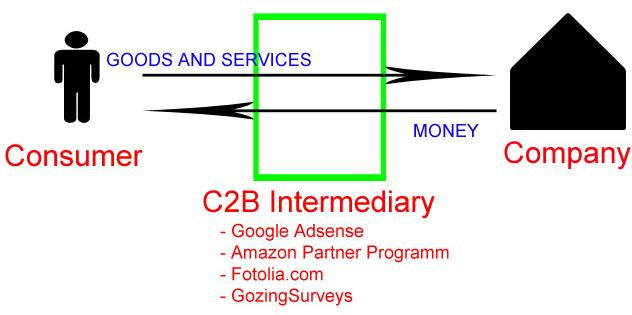 GOODS AND SERVICES
MONEY
Consumer
Company
C2B Intermediary
- Google Adsense
- Amazon Partner Programm
- Fotolia.com
- GozingSurveys